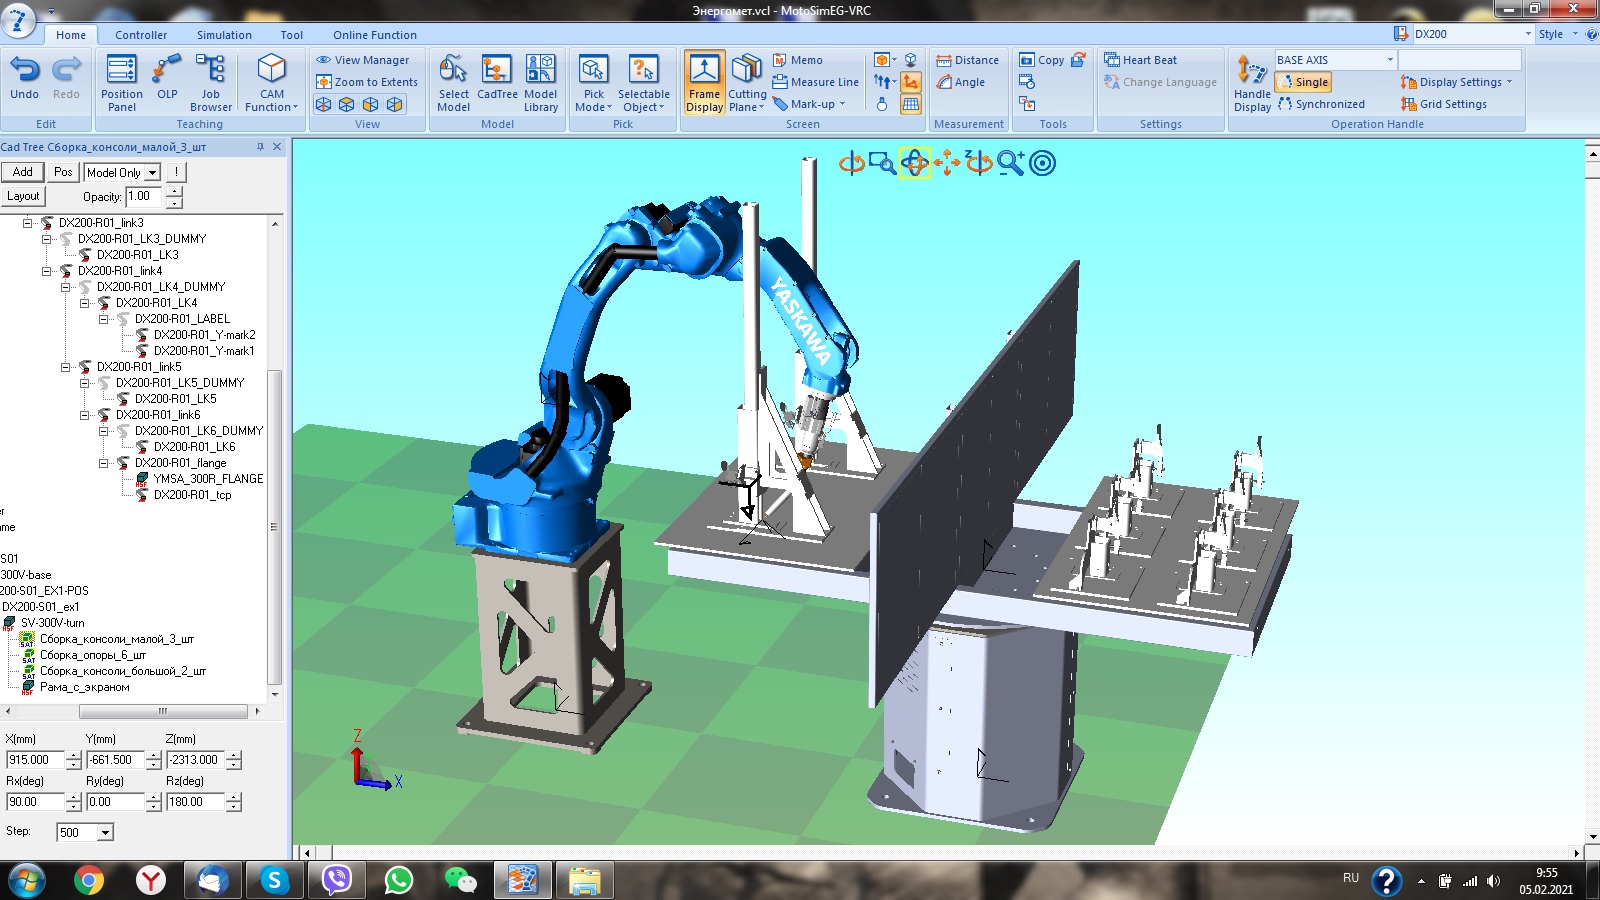 Энергомет.vcl - MotoSimEG-VRC
Home
Controller
Simulation
Tool
Online Function
DX200
Style
Undo
Redo
Edit
Position Panel
OLP
Job Browser
CAM Function
Teaching
View Manager
Zoom to Extents
View
Select Model
CadTree
Model Library
Model
Pick Mode
Selectable Object
Pick
Frame Display
Cutting Plane
Memo
Measure Line
Mark-up
Screen
Distance
Angle
Measurement
Copy
Tools
Heart Beat
Change Language
Settings
Handle Display
BASE AXIS
Single
Synchronized
Display Settings
Grid Settings
Operation Handle
Cad Tree Сборка_консоли_малой_3_шт
Add
Pos
Model Only
!
Layout
Opacity:
1.00
DX200-R01_link3
DX200-R01_LK3_DUMMY
DX200-R01_LK3
DX200-R01_link4
DX200-R01_LK4_DUMMY
DX200-R01_LK4
DX200-R01_LABEL
DX200-R01_Y-mark2
DX200-R01_Y-mark1
DX200-R01_link5
DX200-R01_LK5_DUMMY
DX200-R01_LK5
DX200-R01_link6
DX200-R01_LK6_DUMMY
DX200-R01_LK6
DX200-R01_flange
YMSA_300R_FLANGE
DX200-R01_tcp
er
ame
S01
300V-base
200-S01_EX1-POS
DX200-S01_ex1
SV-300V-turn
Сборка_консоли_малой_3_шт
Сборка_опоры_6_шт
Сборка_консоли_большой_2_шт
Рама_с_экраном
X(mm)
Y(mm)
Z(mm)
915.000
-661.500
-2313.000
Rx(deg)
Ry(deg)
Rz(deg)
90.00
0.00
180.00
Step:
500
YASKAWA
Z
X
RU
9:55
05.02.2021